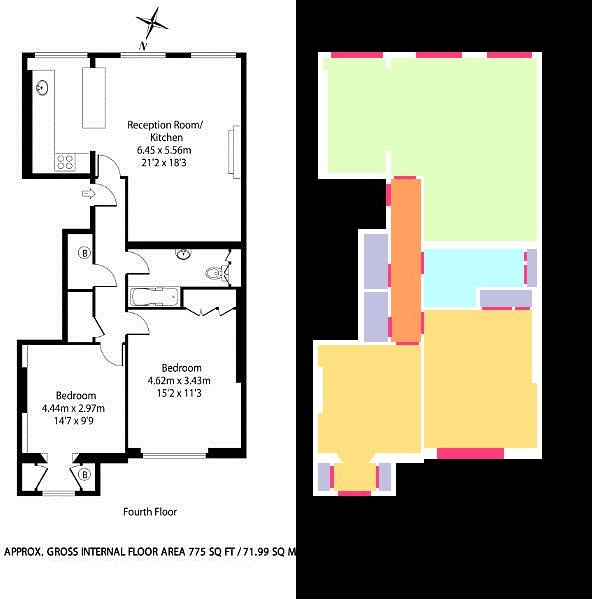 N
Reception Room/
Kitchen
6.45 x 5.56m
21'2 x 18'3
B
Bedroom
4.62m x 3.43m
15'2 x 11'3
Bedroom
4.44m x 2.97m
14'7 x 9'9
B
Fourth Floor
APPROX. GROSS INTERNAL FLOOR AREA 775 SQ FT / 71.99 SQ M